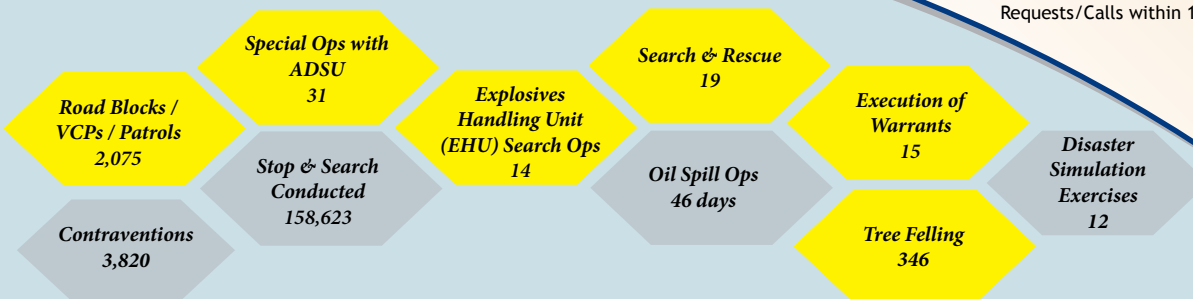 Requests/Calls within 1
Special Ops with
ADSU
31
Search & Rescue
19
Road Blocks /
VCPs / Patrols
2,075
Explosives
Handling Unit
(EHU) Search Ops
14
Execution of
Warrants
15
Stop & Search
Conducted
158,623
Oil Spill Ops
46 days
Disaster
Simulation
Exercises
12
Contraventions
3,820
Tree Felling
346